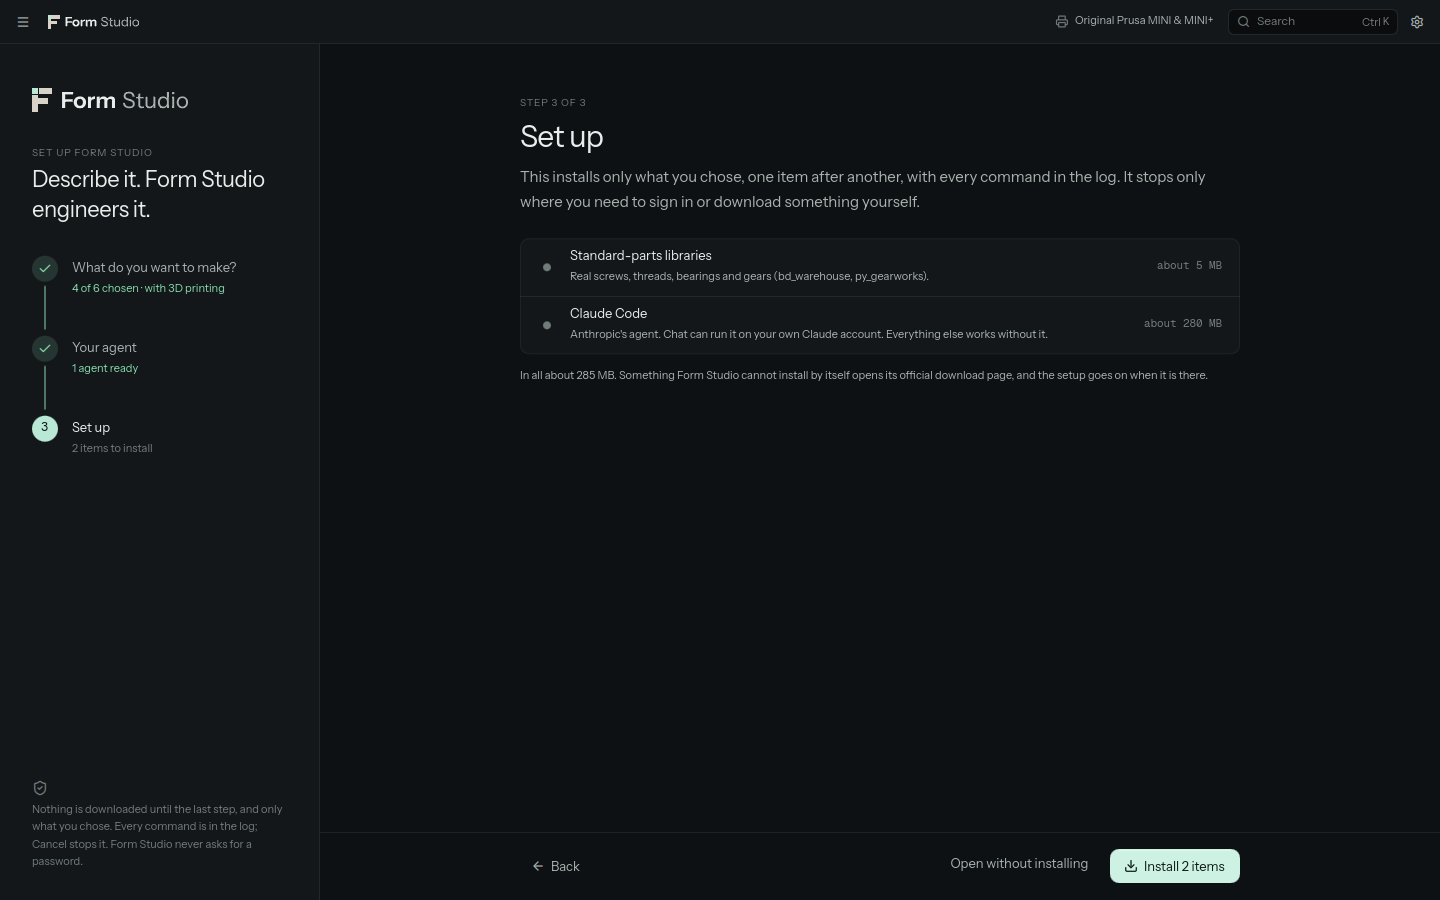 Form Studio
Original Prusa MINI & MINI+
Search
Ctrl K
Form Studio
SET UP FORM STUDIO
Describe it. Form Studio
engineers it.
What do you want to make?
4 of 6 chosen · with 3D printing
Your agent
1 agent ready
3
Set up
2 items to install
Nothing is downloaded until the last step, and only
what you chose. Every command is in the log;
Cancel stops it. Form Studio never asks for a
password.
STEP 3 OF 3
Set up
This installs only what you chose, one item after another, with every command in the log. It stops only
where you need to sign in or download something yourself.
Standard-parts libraries
Real screws, threads, bearings and gears (bd_warehouse, py_gearworks).
about 5 MB
Claude Code
Anthropic's agent. Chat can run it on your own Claude account. Everything else works without it.
about 280 MB
In all about 285 MB. Something Form Studio cannot install by itself opens its official download page, and the setup goes on when it is there.
Back
Open without installing
Install 2 items